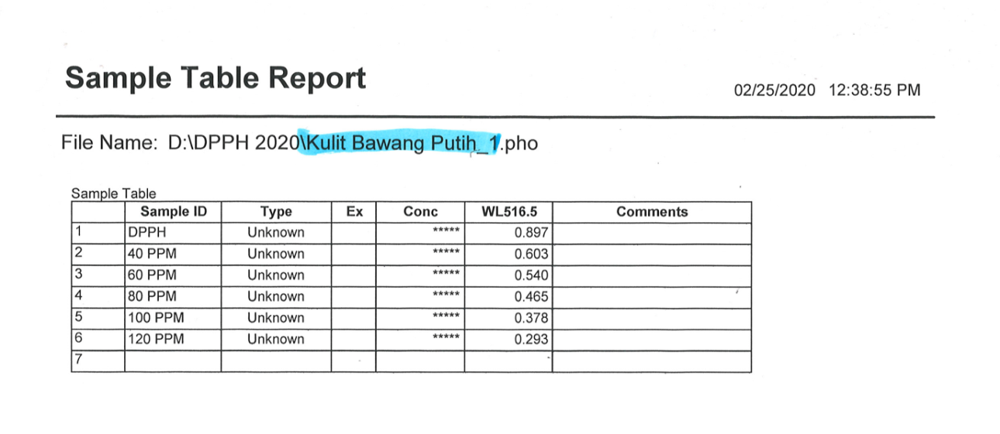 Sample Table Report
02/25/2020 12:38:55 PM
File Name: D:\DPPH 2020\Kulit Bawang Putih_1.pho
Sample Table
Sample ID Type Ex Conc WL516.5 Comments
1 DPPH Unknown ***** 0.897
2 40 PPM Unknown ***** 0.603
3 60 PPM Unknown ***** 0.540
4 80 PPM Unknown ***** 0.465
5 100 PPM Unknown ***** 0.378
6 120 PPM Unknown ***** 0.293
7